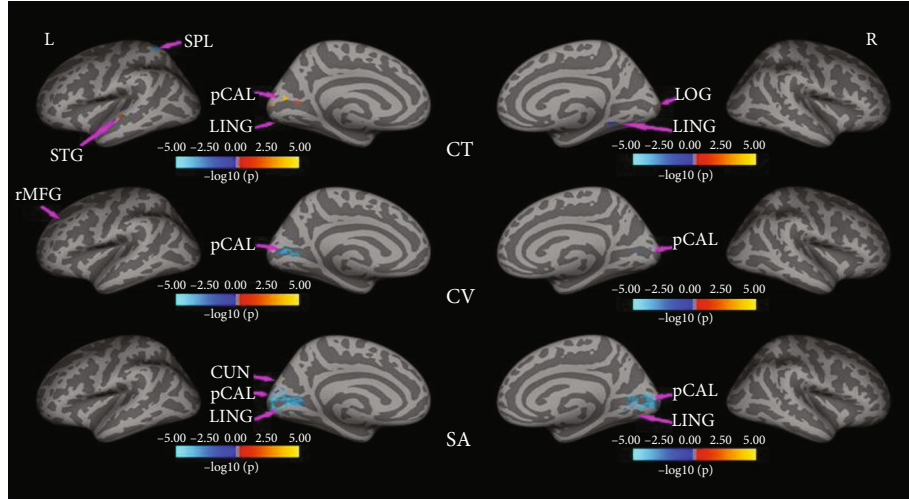 L
R
SPL
pCAL
LING
STG
LOG
LING
–5.00 –2.50 0.00 2.50 5.00
–log10 (p)
–5.00 –2.50 0.00 2.50 5.00
–log10 (p)
CT
rMFG
pCAL
pCAL
–5.00 –2.50 0.00 2.50 5.00
–log10 (p)
–5.00 –2.50 0.00 2.50 5.00
–log10 (p)
CV
CUN
pCAL
LING
pCAL
LING
–5.00 –2.50 0.00 2.50 5.00
–log10 (p)
–5.00 –2.50 0.00 2.50 5.00
–log10 (p)
SA